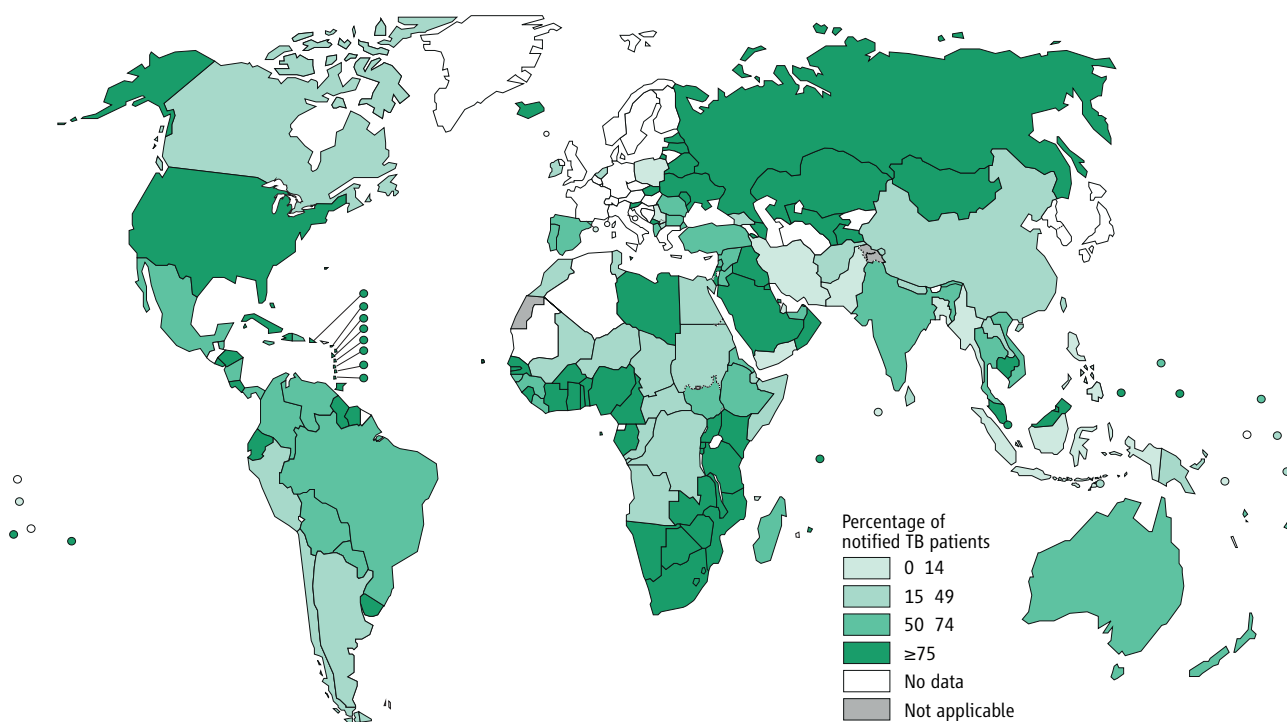 Percentage of
notified TB patients
0 14
15 49
50 74
≥75
No data
Not applicable